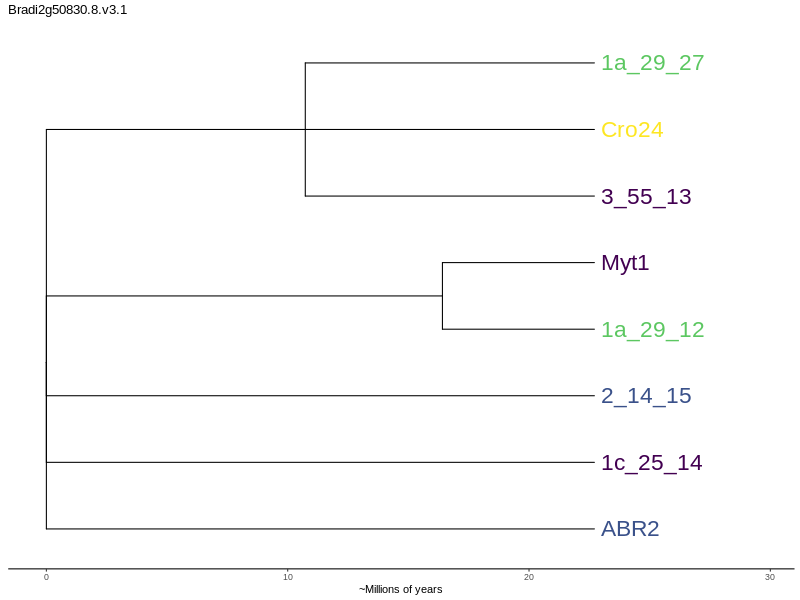 Bradi2g50830.8.v3.1
1a_29_27
Cro24
3_55_13
Myt1
1a_29_12
2_14_15
1c_25_14
ABR2
0 10 20 30
~Millions of years